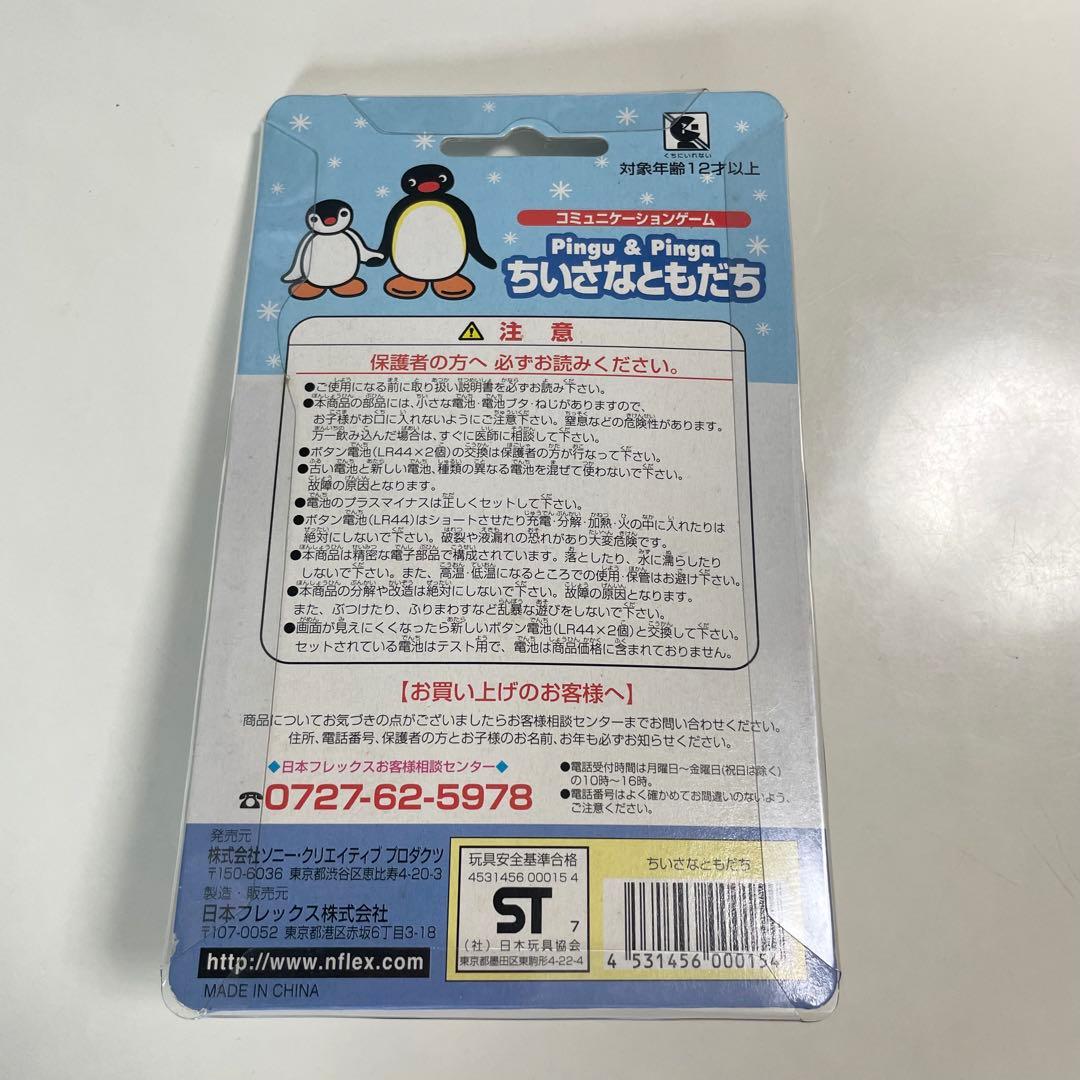 くちにいれない
対象年齢12才以上
コミュニケーションゲーム
Pingu & Pinga
ちいさなともだち
注意
保護者の方へ 必ずお読みください。
●ご使用になる前に取り扱い説明書を必ずお読み下さい。
●本商品の部品には、小さな電池・電池ブタ・ねじがありますので、
お子様がお口に入れないようにご注意下さい。窒息などの危険性があります。
万一飲み込んだ場合は、すぐに医師に相談して下さい。
●ボタン電池(LR44×2個)の交換は保護者の方が行なって下さい。
●古い電池と新しい電池、種類の異なる電池を混ぜて使わないで下さい。
故障の原因となります。
●電池のプラスマイナスは正しくセットして下さい。
●ボタン電池(LR44)はショートさせたり充電・分解・加熱・火の中に入れたりは
絶対にしないで下さい。破裂や液漏れの恐れがあり大変危険です。
●本商品は精密な電子部品で構成されています。落としたり、水に濡らしたり
しないで下さい。また、高温・低温になるところでの使用・保管はお避け下さい。
●本商品の分解や改造は絶対にしないで下さい。故障の原因となります。
また、ぶつけたり、ふりまわすなど乱暴な遊びをしないで下さい。
●画面が見えにくくなったら新しいボタン電池(LR44×2個)と交換して下さい。
セットされている電池はテスト用で、電池は商品価格に含まれておりません。
【お買い上げのお客様へ】
商品についてお気づきの点がございましたらお客様相談センターまでお問い合わせください。
住所、電話番号、保護者の方とお子様のお名前、お年も必ずお知らせください。
◆日本フレックスお客様相談センター◆
☎0727-62-5978
●電話受付時間は月曜日〜金曜日(祝日は除く)
の10時〜16時。
●電話番号はよく確かめてお間違いのないよう、
ご注意ください。
発売元
株式会社ソニー・クリエイティブ プロダクツ
〒150-6036 東京都渋谷区恵比寿4-20-3
製造・販売元
日本フレックス株式会社
〒107-0052 東京都港区赤坂6丁目3-18
http://www.nflex.com
MADE IN CHINA
玩具安全基準合格
4531456 00015 4
ST 7
(社)日本玩具協会
東京都墨田区東駒形4-22-4
ちいさなともだち
4 531456 000154